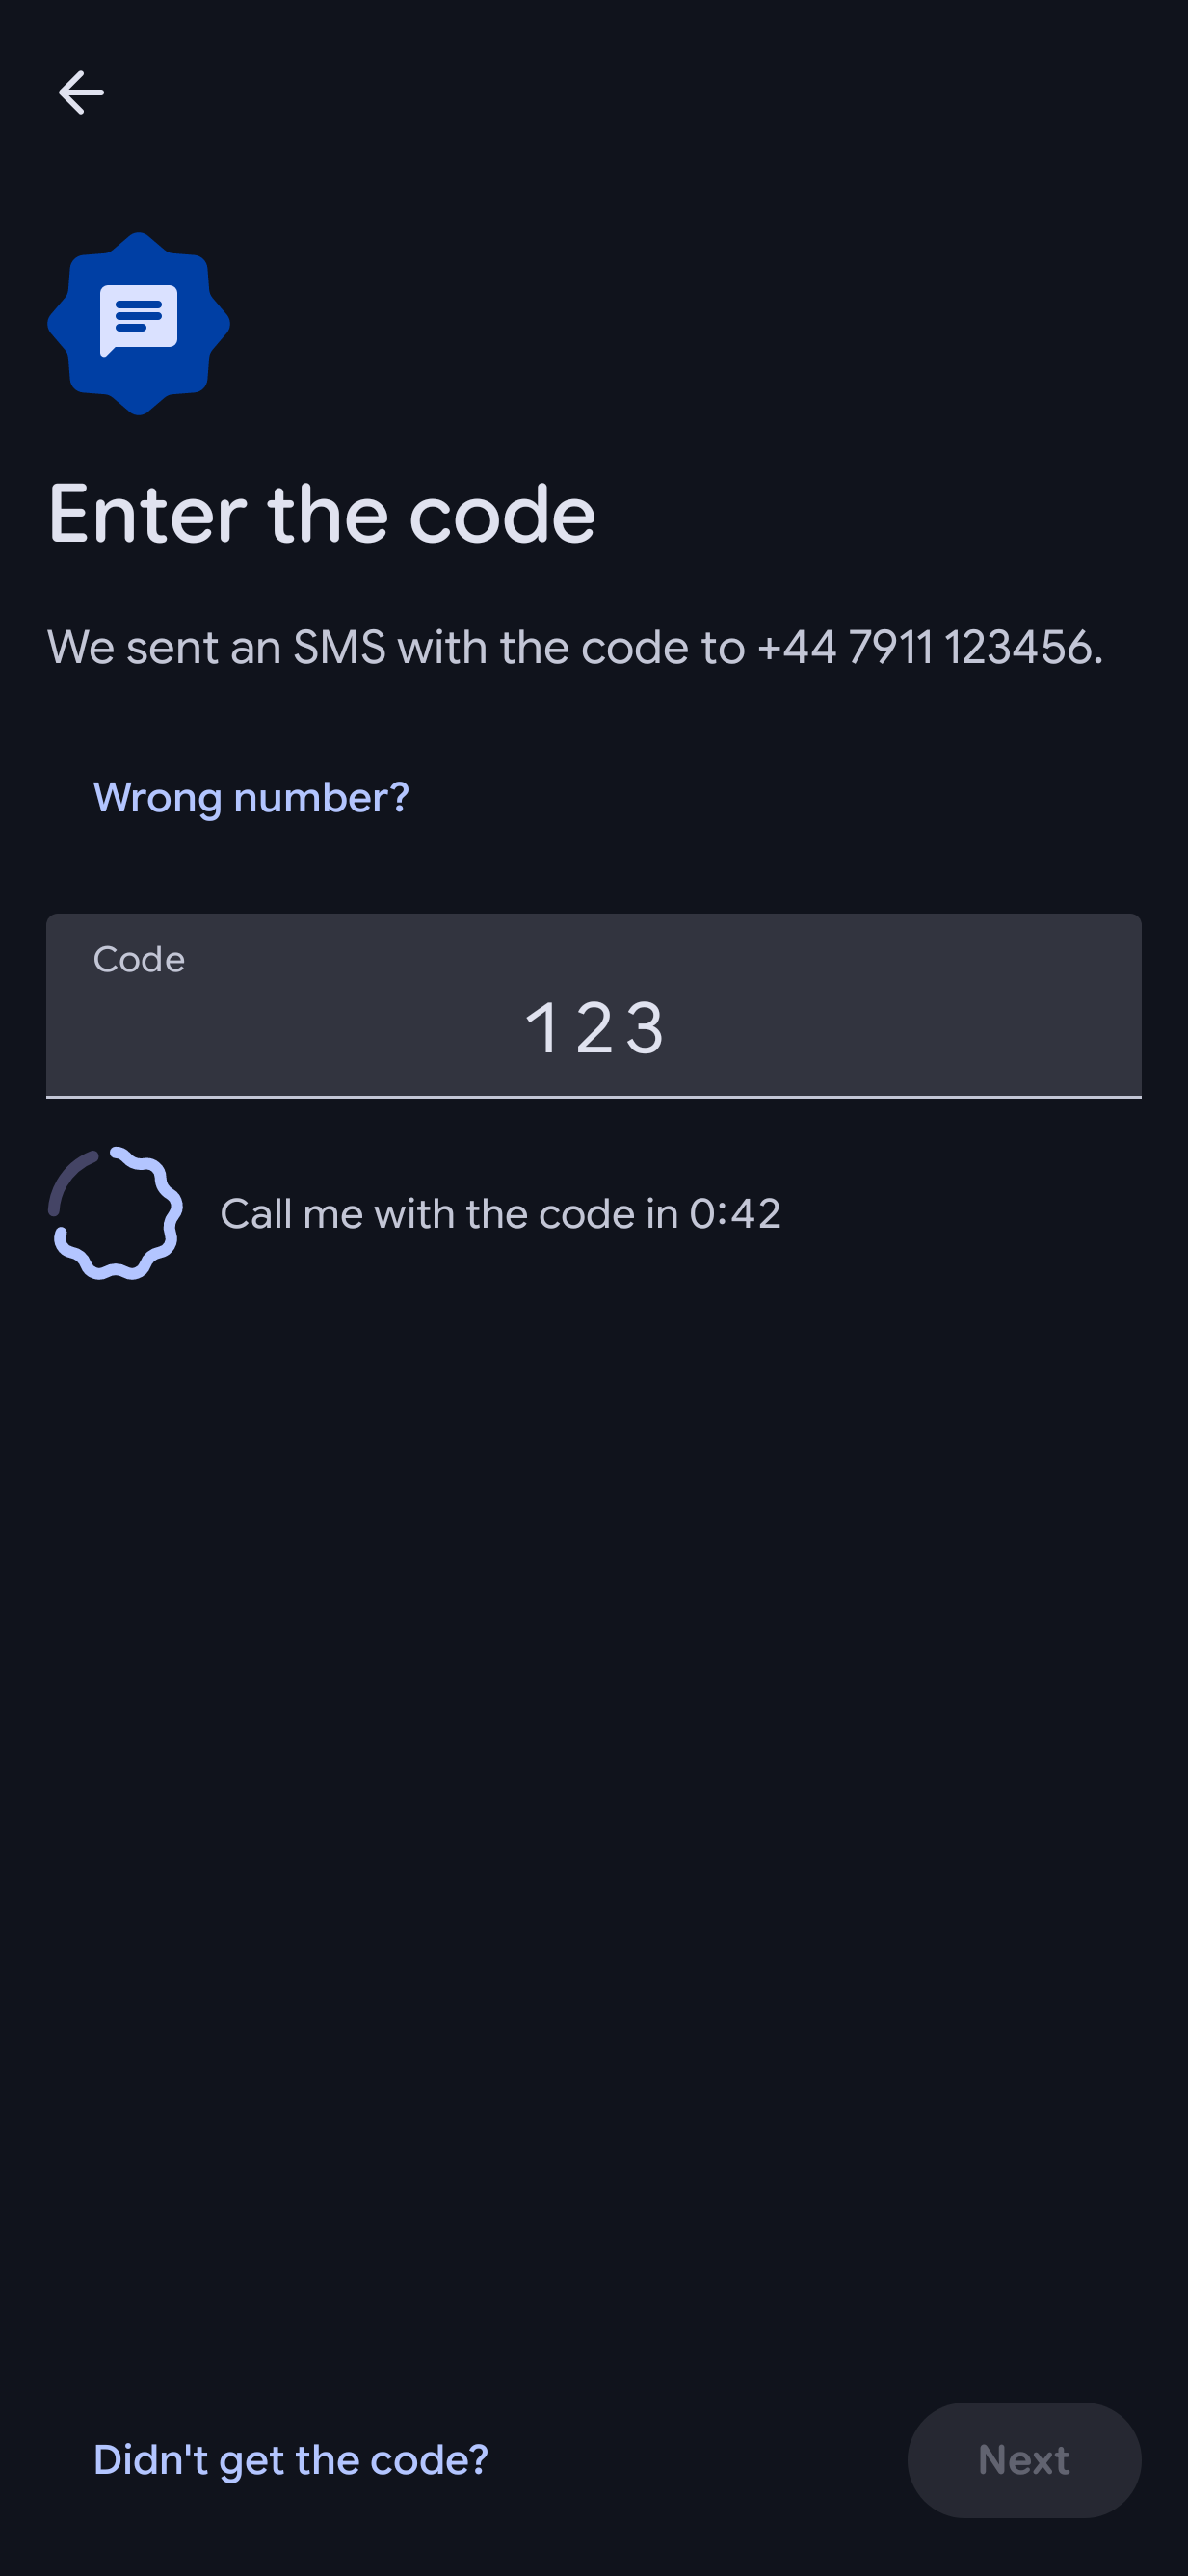 Enter the code
We sent an SMS with the code to +44 7911 123456.
Wrong number?
Code
123
Call me with the code in 0:42
Didn't get the code?
Next